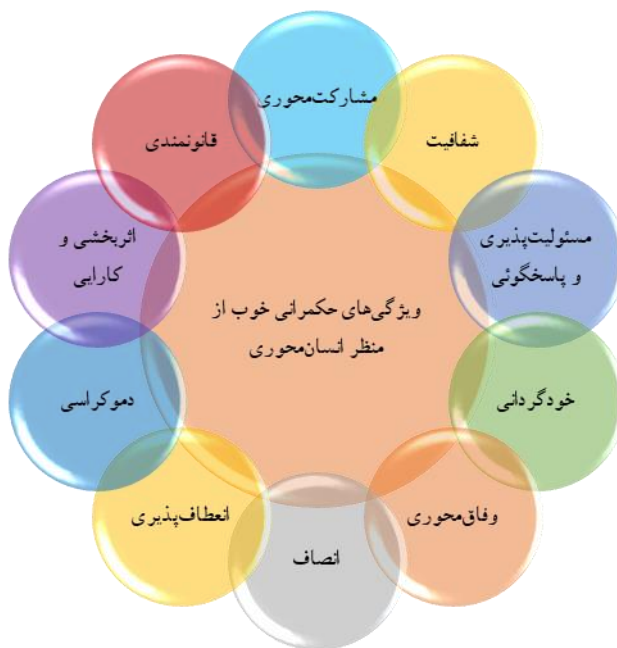 مشارکت‌محوری
شفافیت
مسئولیت‌پذیری
و پاسخگوئی
خودگردانی
وفاق‌محوری
انصاف
انعطاف‌پذیری
دموکراسی
اثربخشی و
کارایی
قانونمندی
ویژگی‌های حکمرانی خوب از
منظر انسان‌محوری